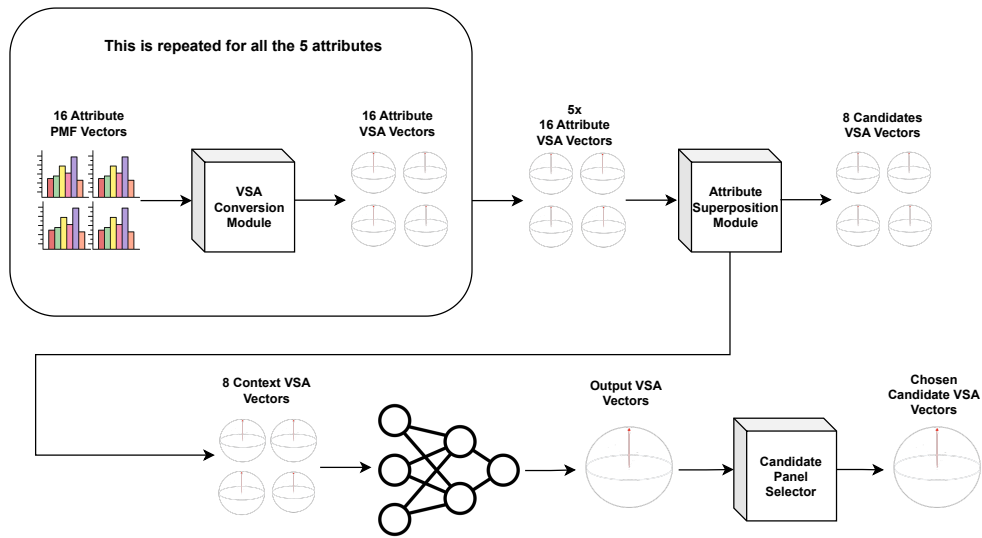 This is repeated for all the 5 attributes
16 Attribute
PMF Vectors
VSA
Conversion
Module
16 Attribute
VSA Vectors
5x
16 Attribute
VSA Vectors
Attribute
Superposition
Module
8 Candidates
VSA Vectors
8 Context VSA
Vectors
Output VSA
Vectors
Candidate
Panel
Selector
Chosen
Candidate VSA
Vectors